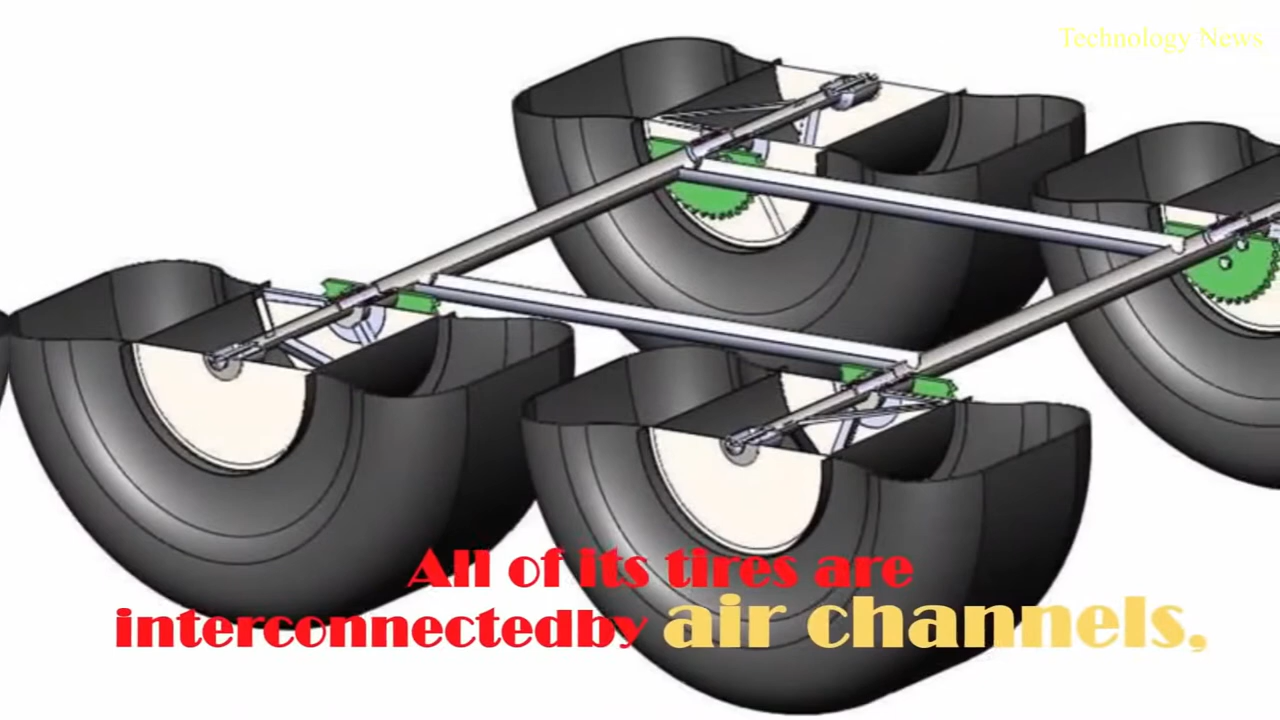 Technology News
All of its tires are
interconnectedby air channels,